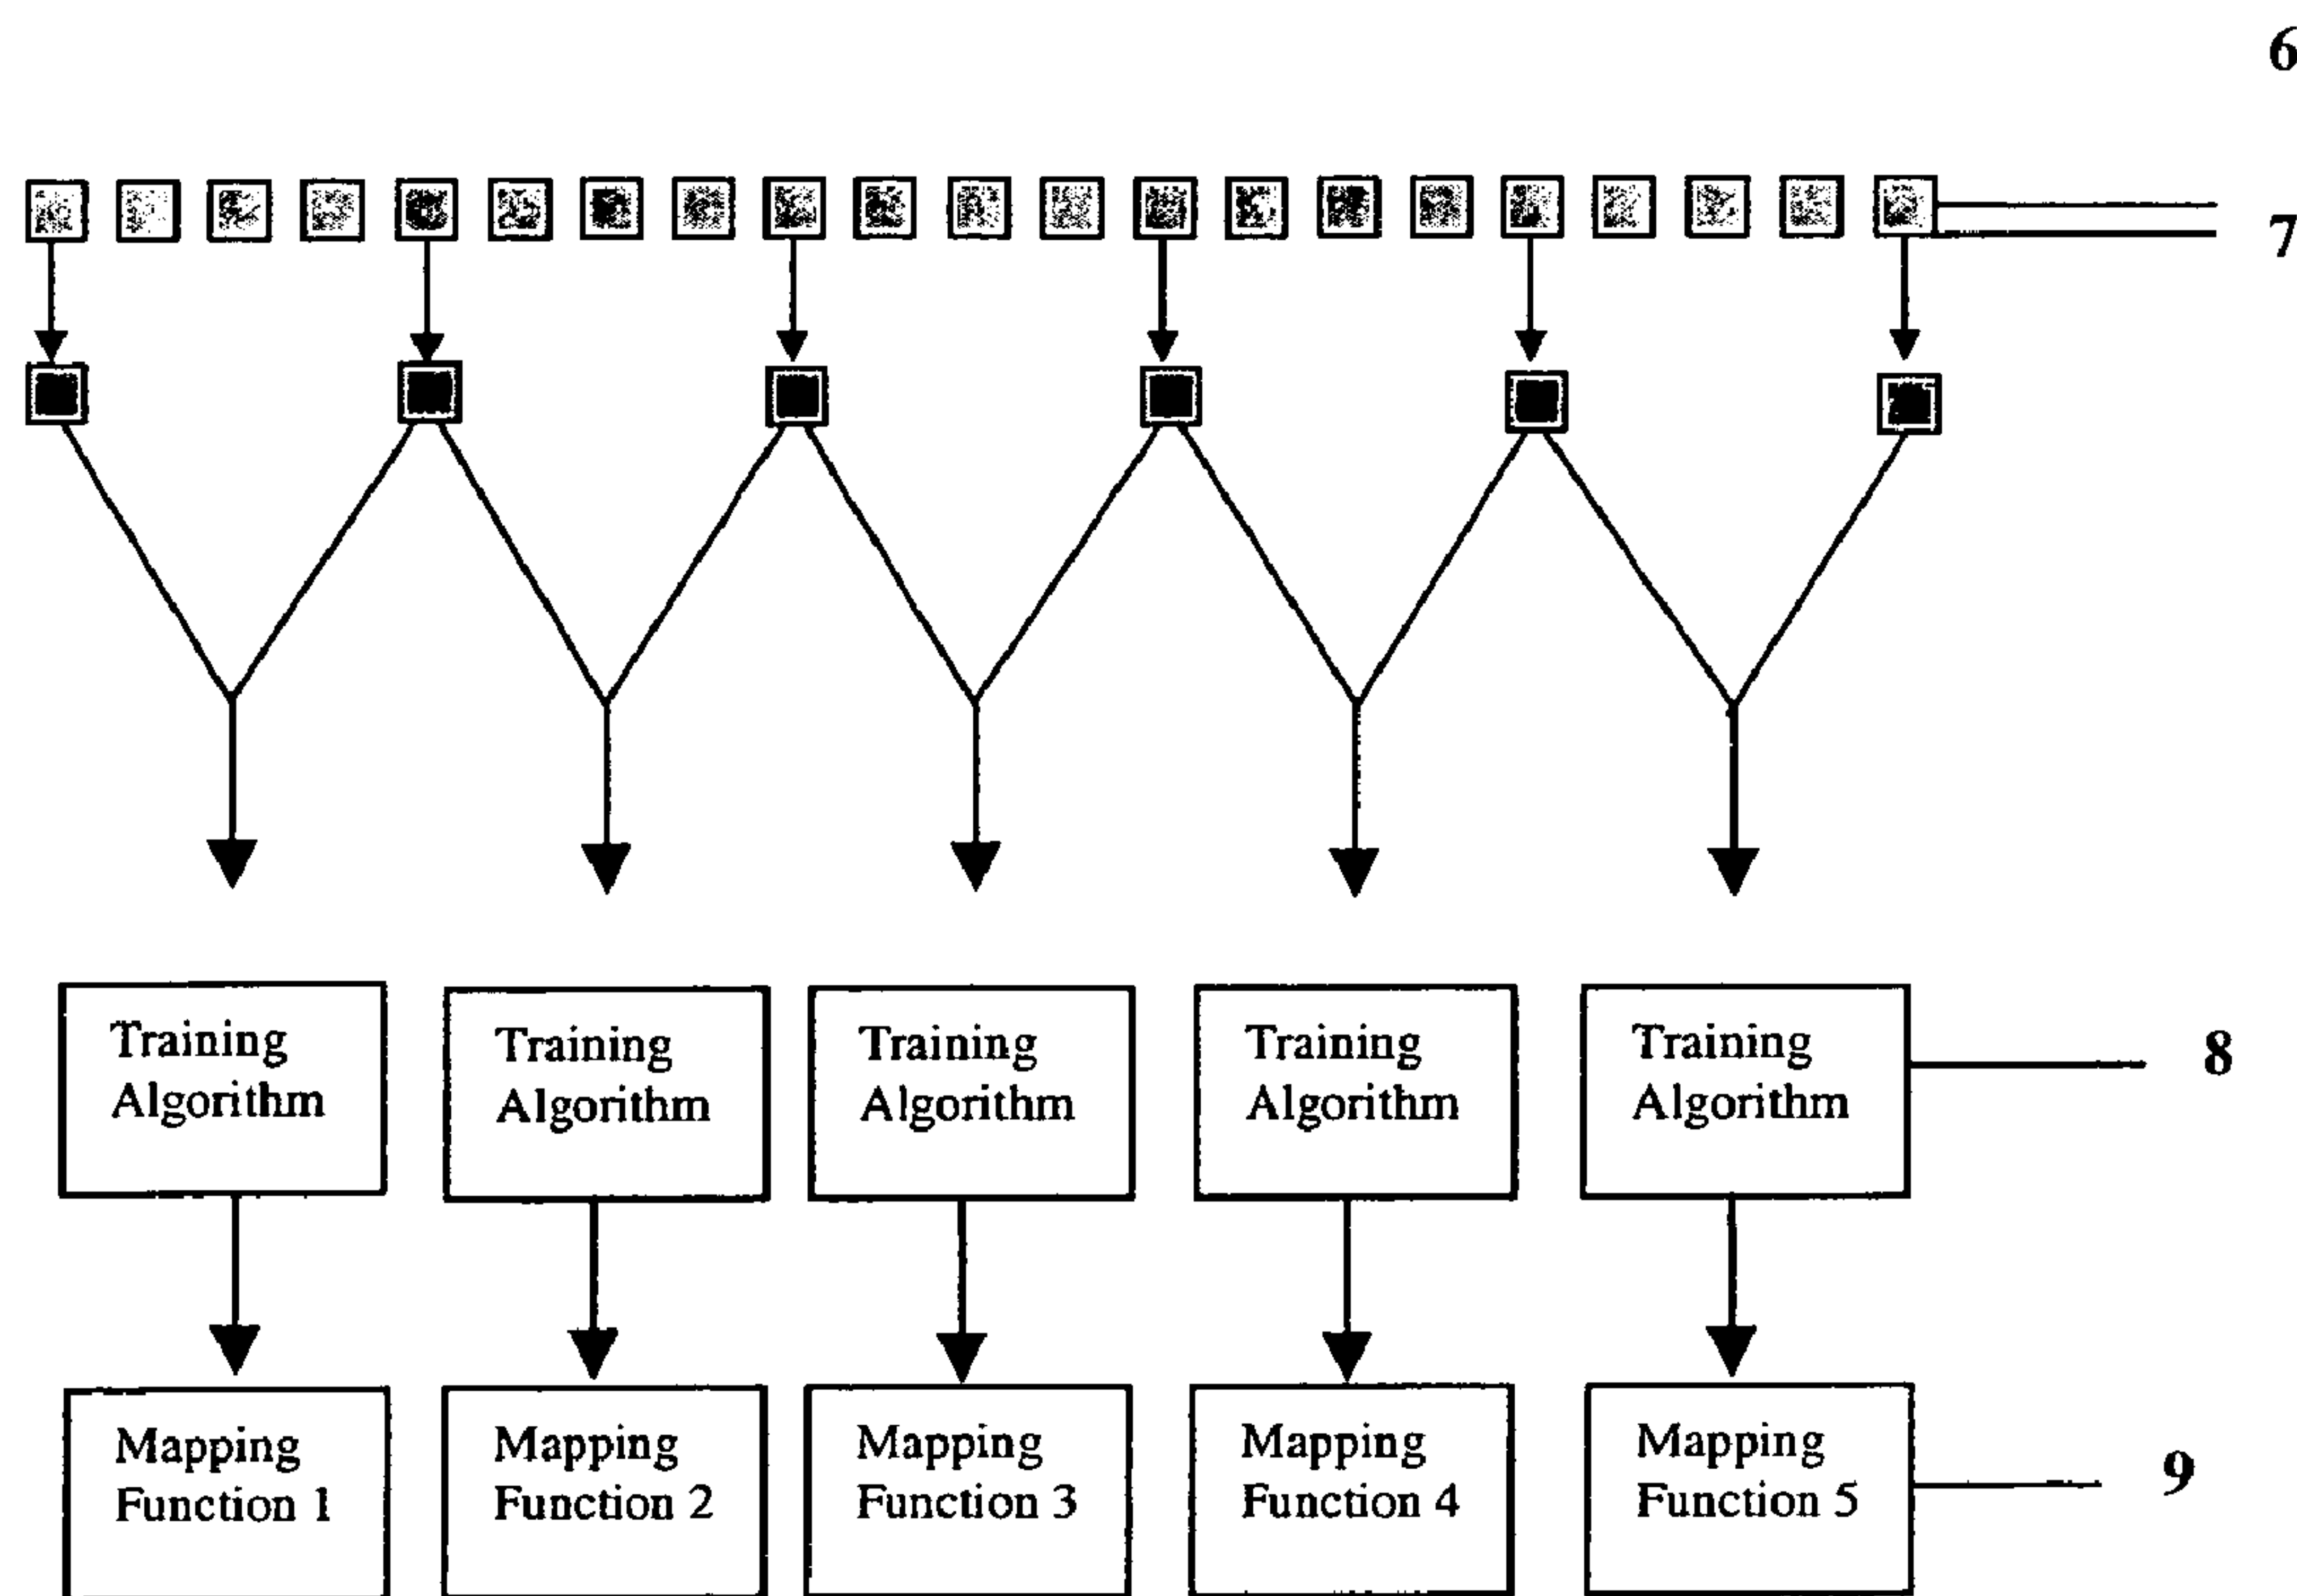 6
7
Training
Algorithm
Training
Algorithm
Training
Algorithm
Training
Algorithm
Training
Algorithm
8
Mapping
Function 1
Mapping
Function 2
Mapping
Function 3
Mapping
Function 4
Mapping
Function 5
9